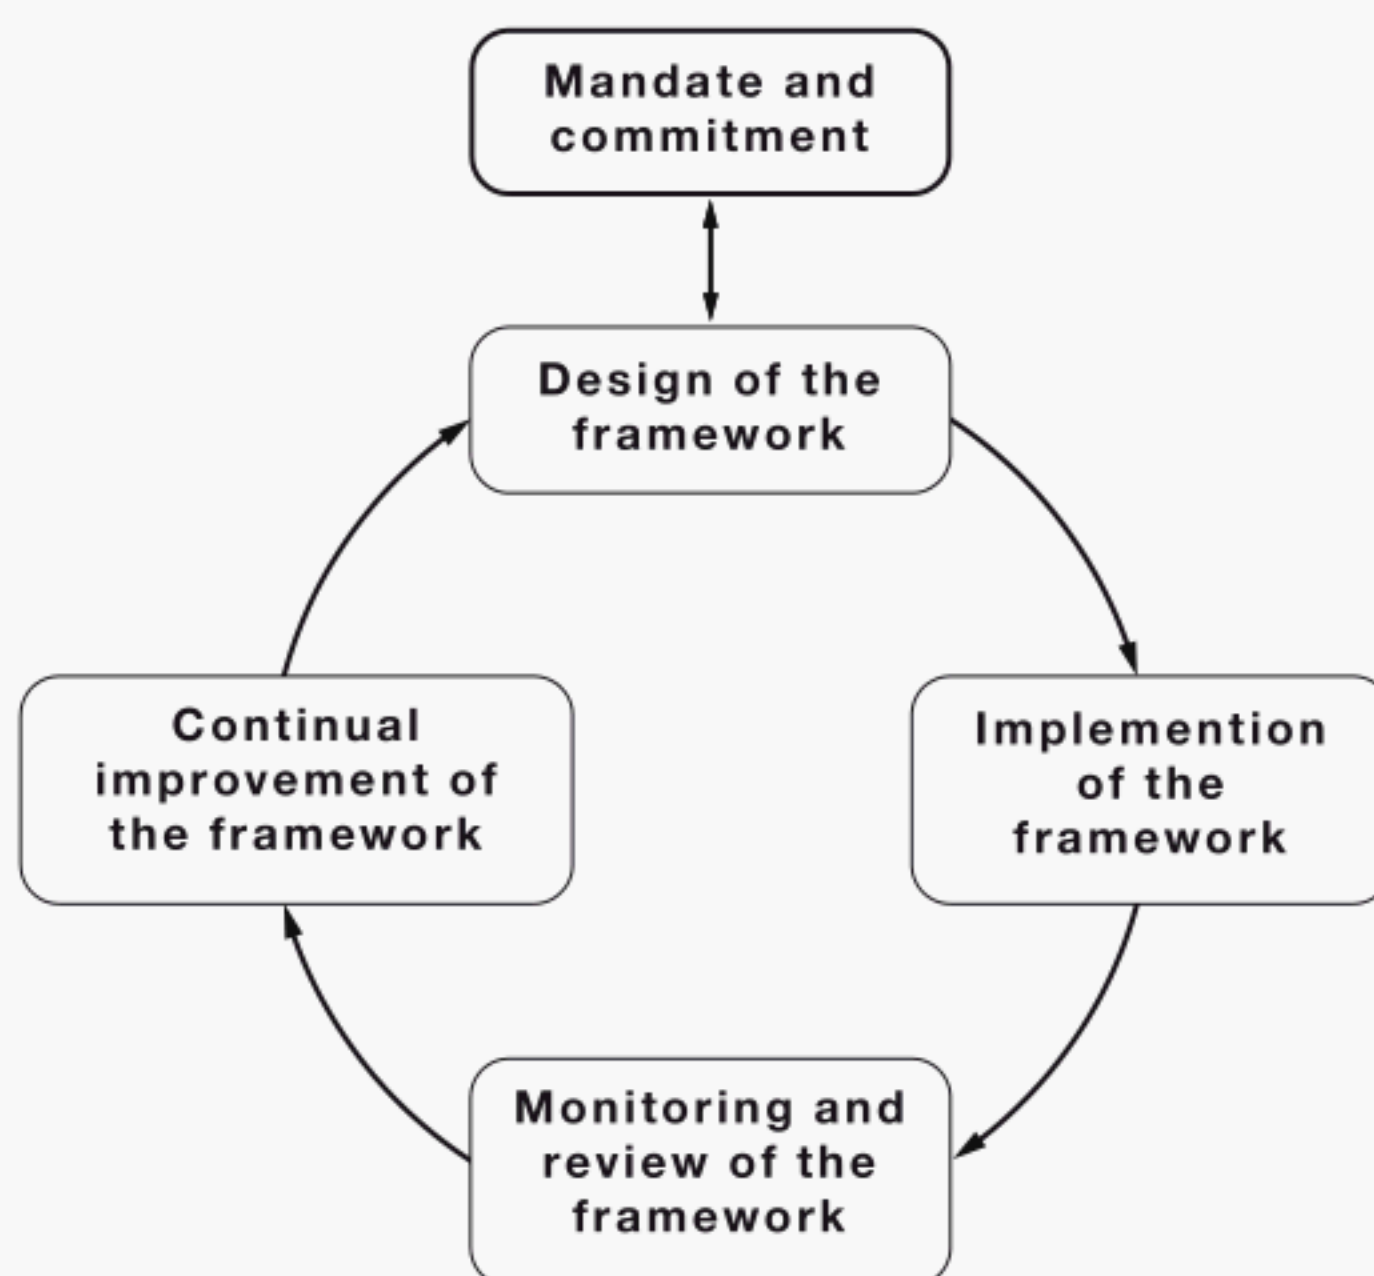 Mandate and
commitment
Design of the
framework
Continual
improvement of
the framework
Implemention
of the
framework
Monitoring and
review of the
framework